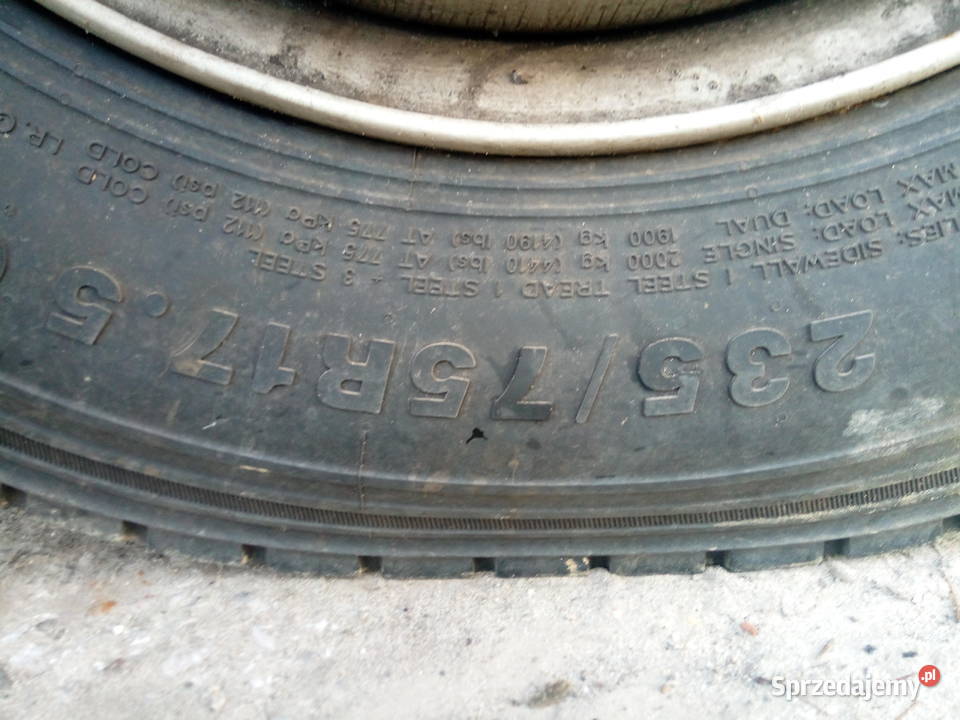 235/75R17.5
PLIES: SIDEWALL 1 STEEL TREAD 1 STEEL + 3 STEEL
MAX LOAD: SINGLE 2000 kg (4410 lbs) AT 775 kPa (112 psi) COLD
MAX LOAD: DUAL 1900 kg (4190 lbs) AT 775 kPa (112 psi) COLD LR.G
Sprzedajemy.pl